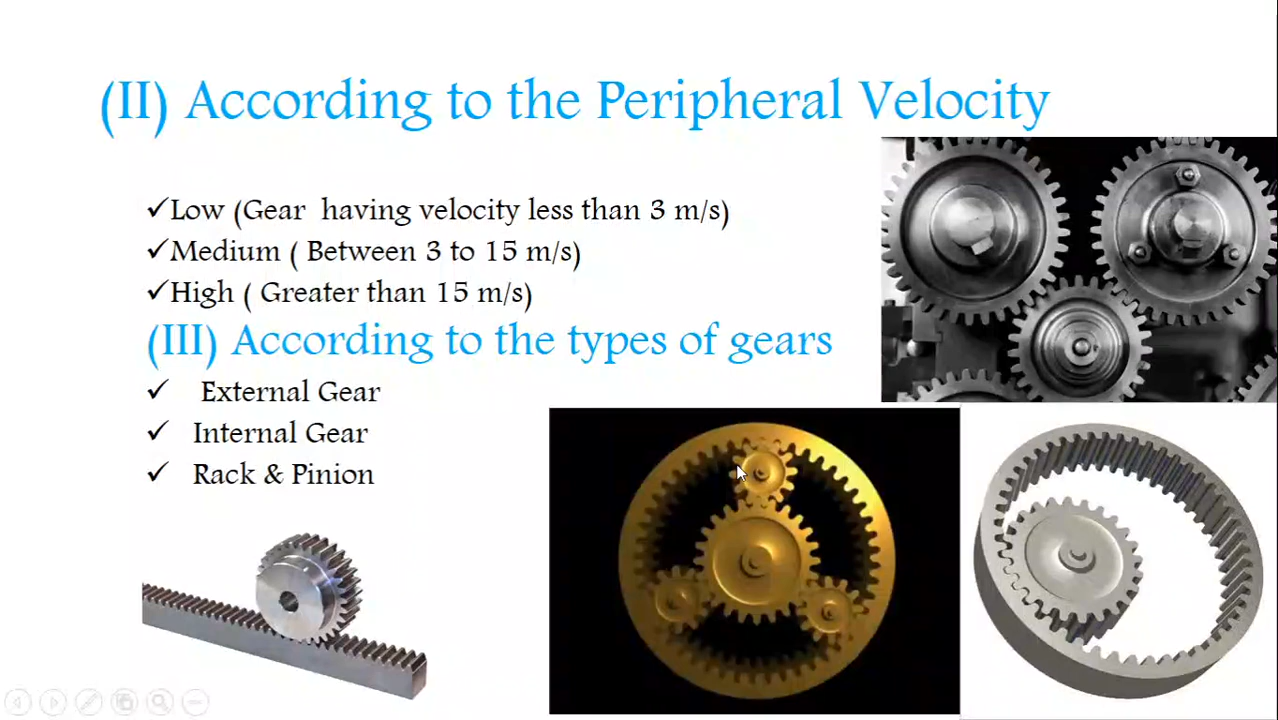 (II) According to the Peripheral Velocity
✓Low (Gear having velocity less than 3 m/s)
✓Medium ( Between 3 to 15 m/s)
✓High ( Greater than 15 m/s)
(III) According to the types of gears
✓ External Gear
✓ Internal Gear
✓ Rack & Pinion